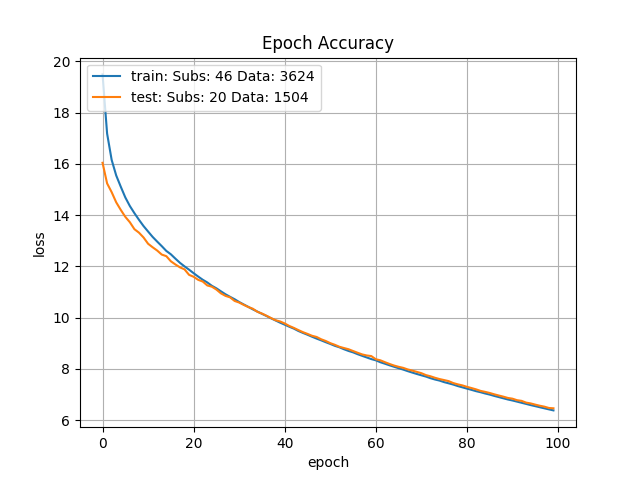 Epoch Accuracy
train: Subs: 46 Data: 3624
test: Subs: 20 Data: 1504
20
18
16
14
12
10
8
6
loss
0 20 40 60 80 100
epoch